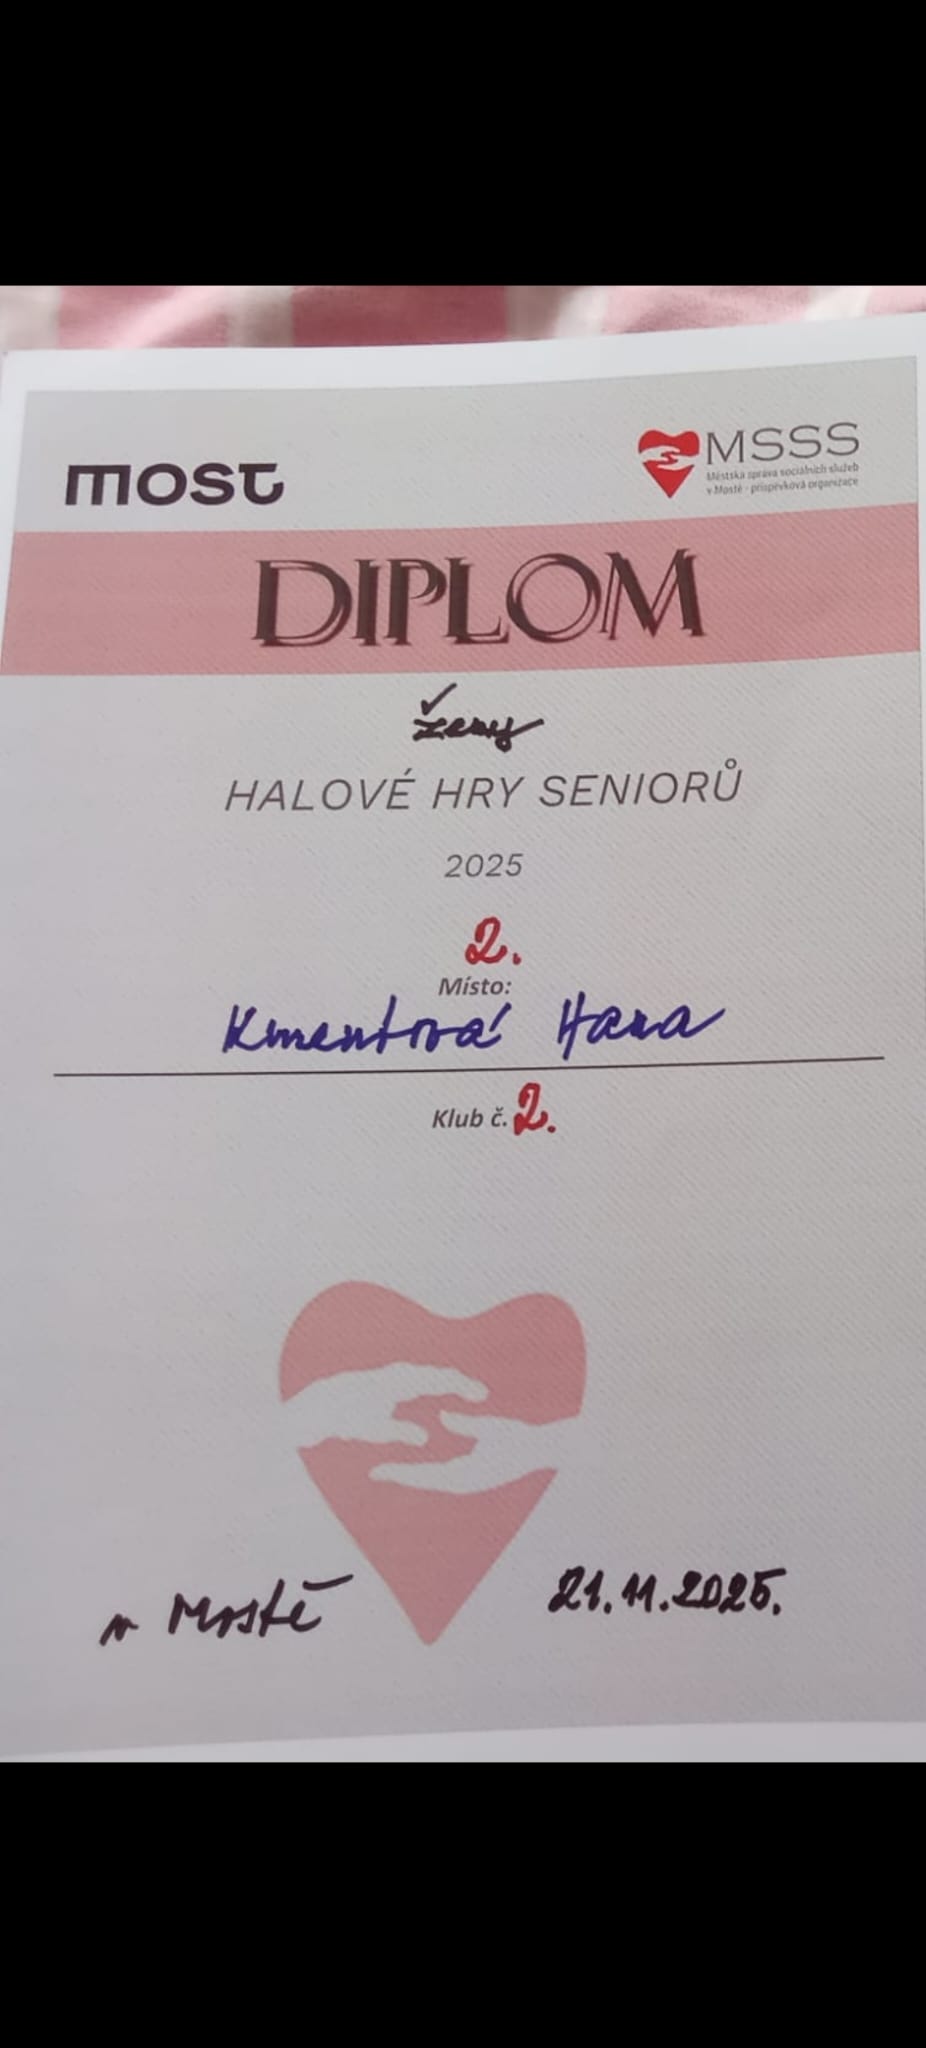 most
MSSS
Městská správa sociálních služeb
v Mostě - příspěvková organizace
DIPLOM
Ženy
HALOVÉ HRY SENIORŮ
2025
2.
Místo:
Kmentová Hana
Klub č. 2.
v Mostě 21.11.2025.